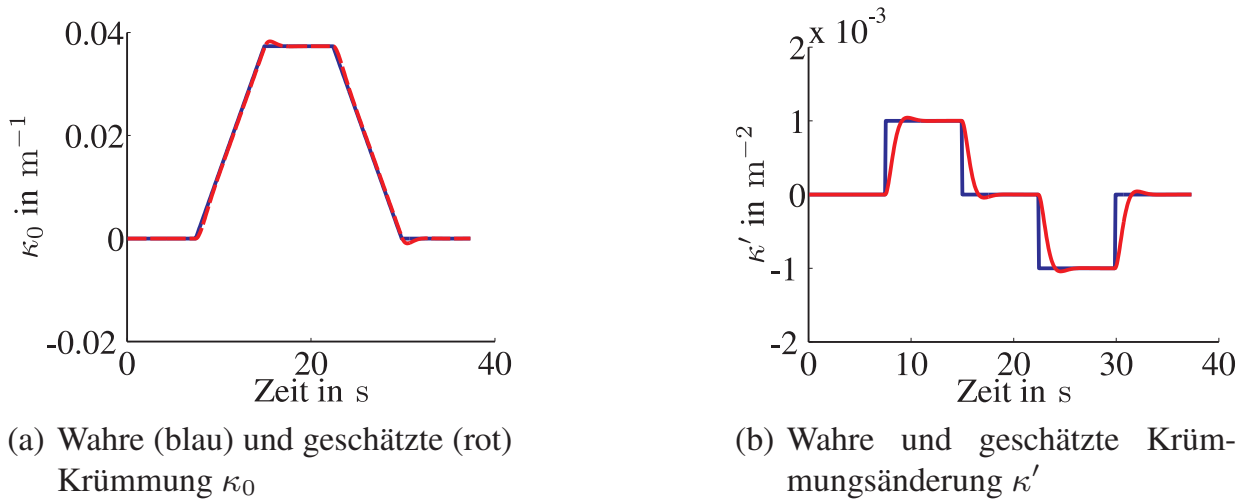 0.04
0.02
0
-0.02
κ₀ in m⁻¹
0
20
40
Zeit in s
(a) Wahre (blau) und geschätzte (rot)
Krümmung κ₀
2 x 10⁻³
1
0
-1
-2
κ′ in m⁻²
0
10
20
30
40
Zeit in s
(b) Wahre und geschätzte Krüm-
mungsänderung κ′